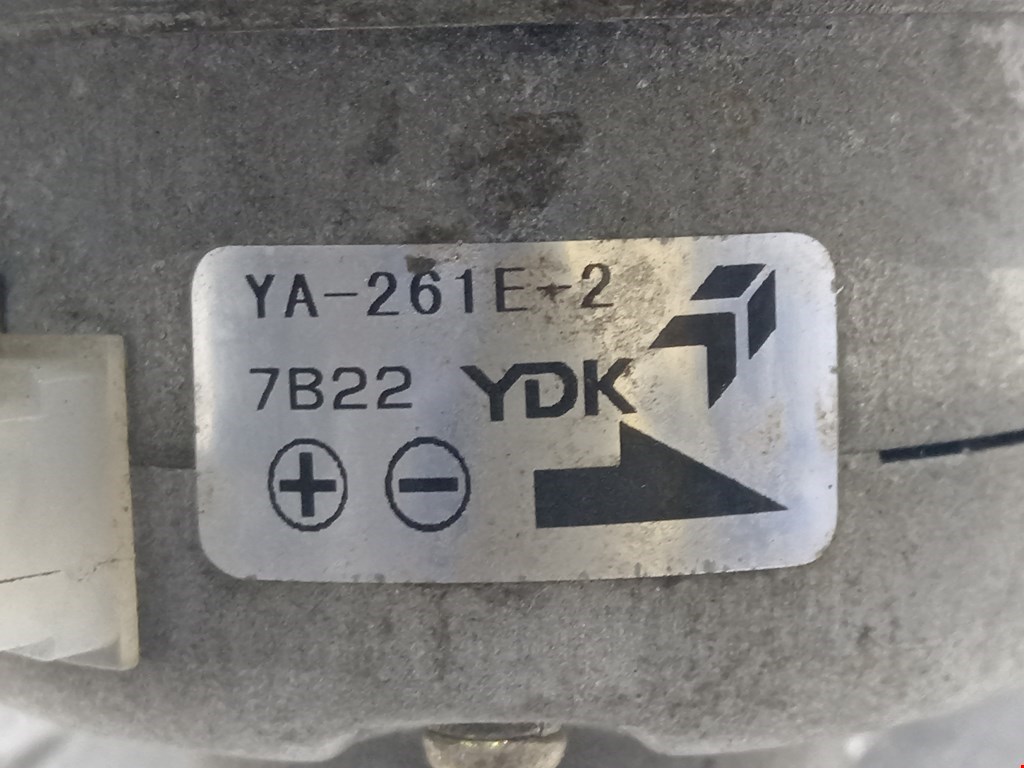 YA-261E-2
7B22 YDK
+ -